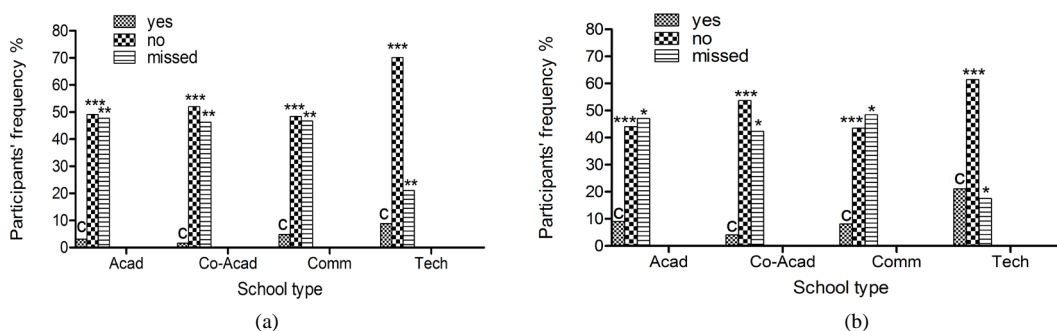 yes
no
missed
Participants' frequency %
80
70
60
50
40
30
20
10
0
C *** **
C *** **
C *** **
C *** **
Acad Co-Acad Comm Tech
School type
(a)
yes
no
missed
Participants' frequency %
80
70
60
50
40
30
20
10
0
C *** *
C *** *
C *** *
C *** *
Acad Co-Acad Comm Tech
School type
(b)